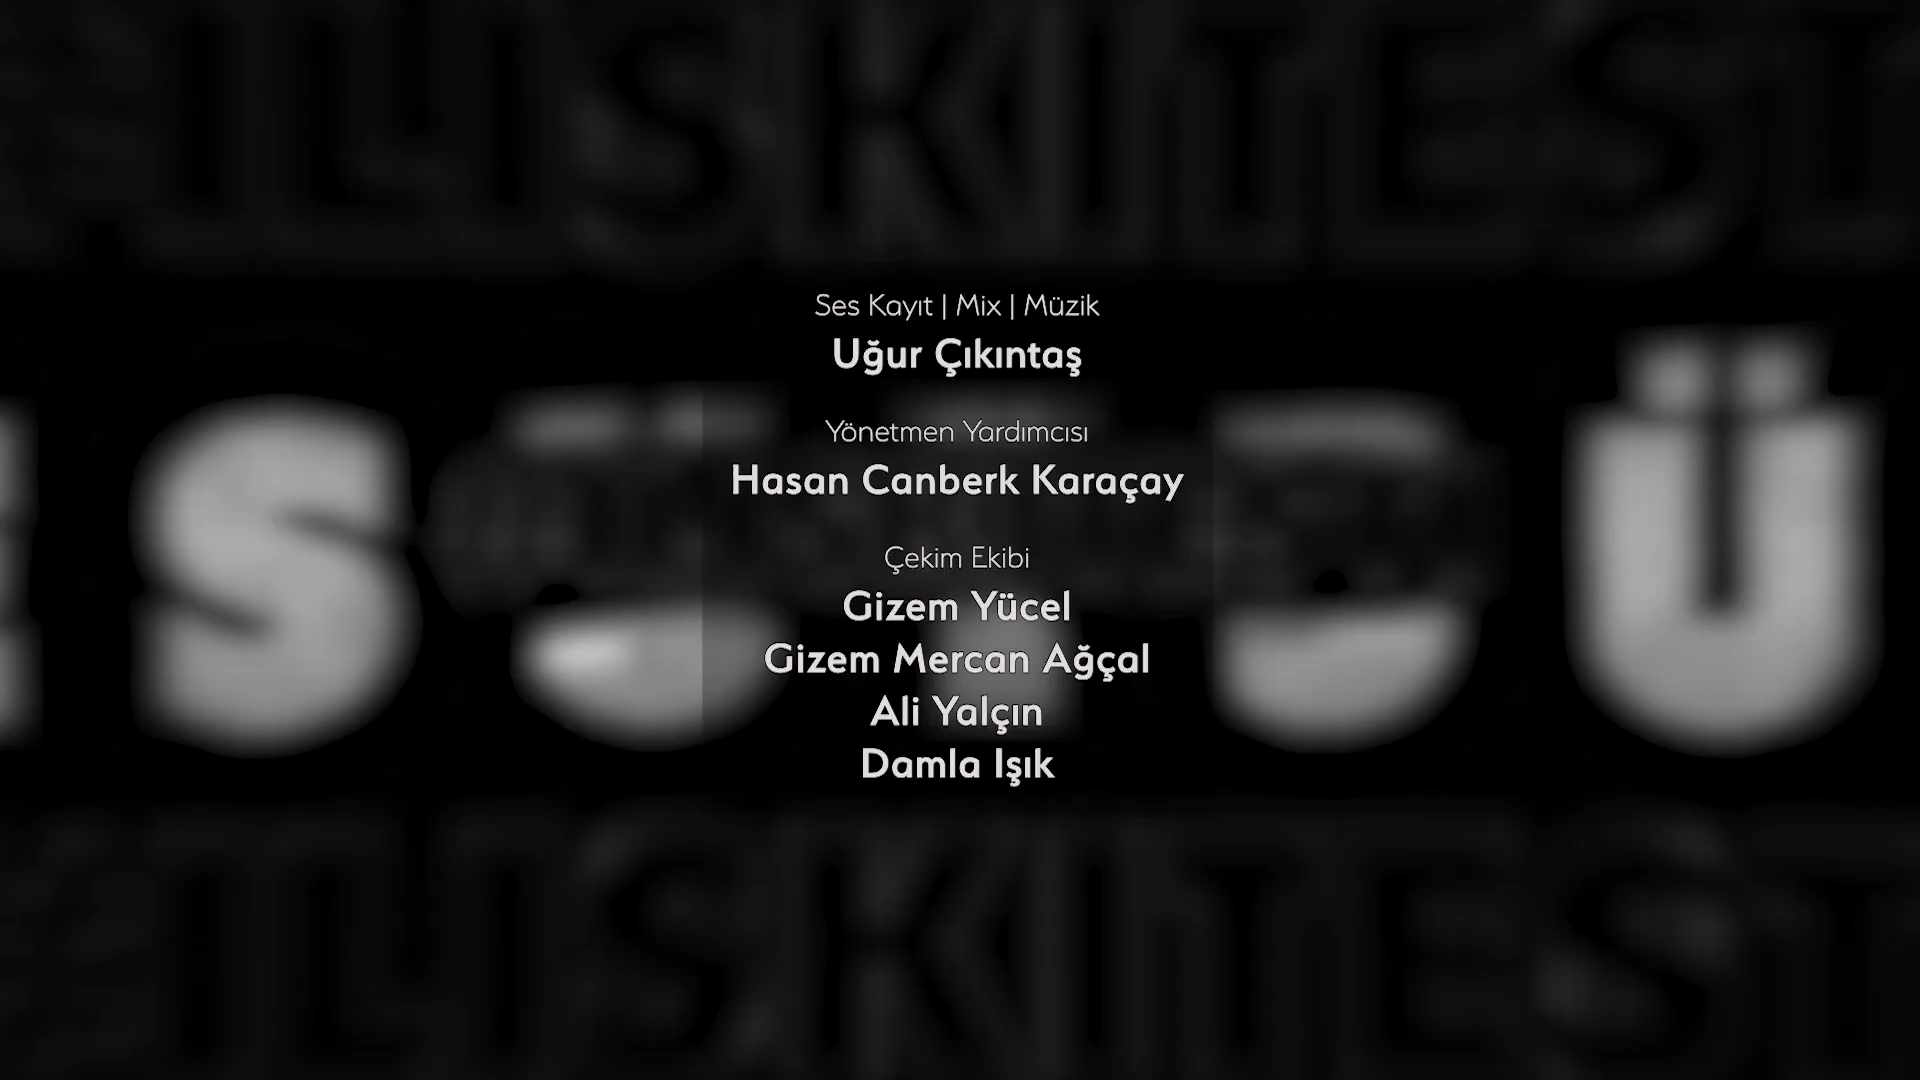 Ses Kayıt | Mix | Müzik
Uğur Çıkıntaş
Yönetmen Yardımcısı
Hasan Canberk Karaçay
Çekim Ekibi
Gizem Yücel
Gizem Mercan Ağçal
Ali Yalçın
Damla Işık